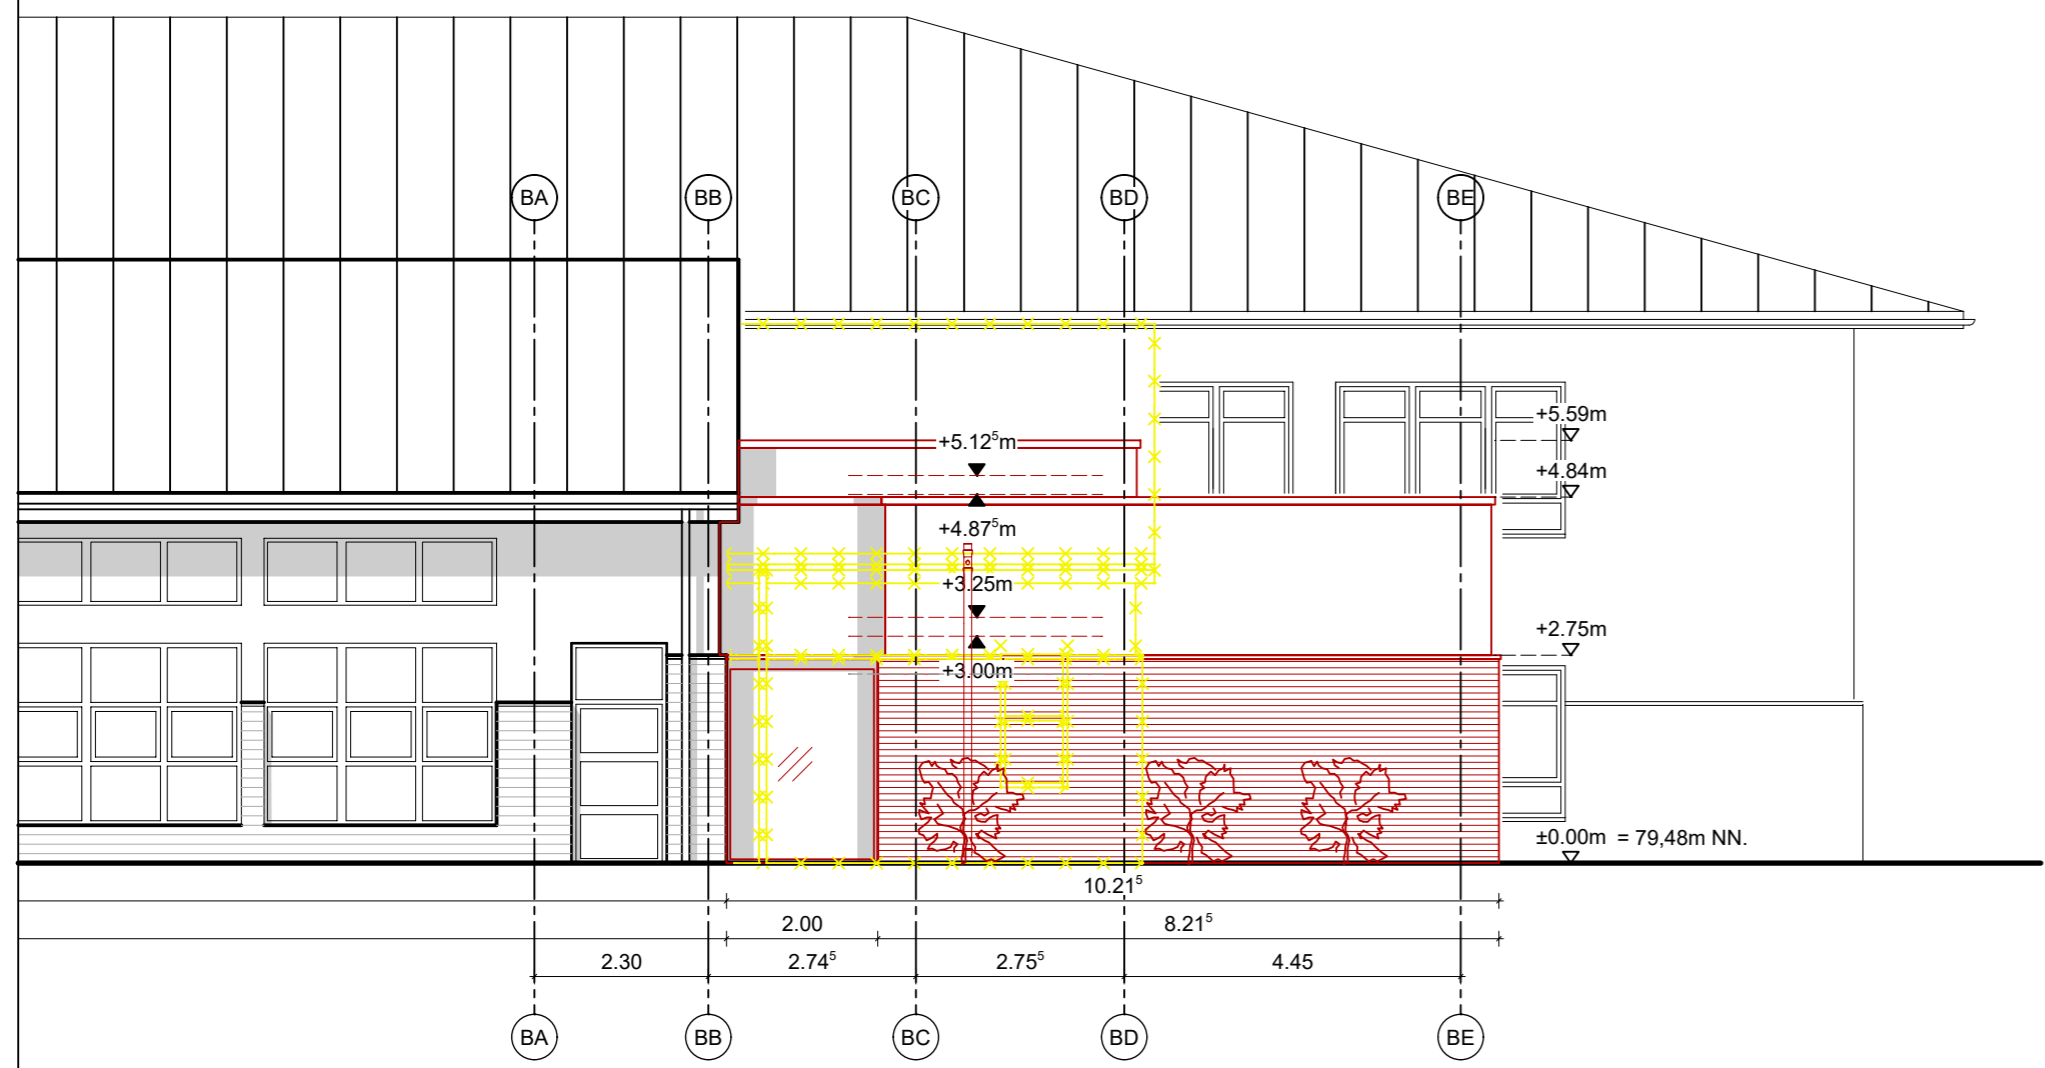 BA BB BC BD BE
+5.59m
+5.12⁵m
+4.84m
+4.87⁵m
+3.25m
+2.75m
+3.00m
±0.00m = 79,48m NN.
10.21⁵
2.00 8.21⁵
2.30 2.74⁵ 2.75⁵ 4.45
BA BB BC BD BE